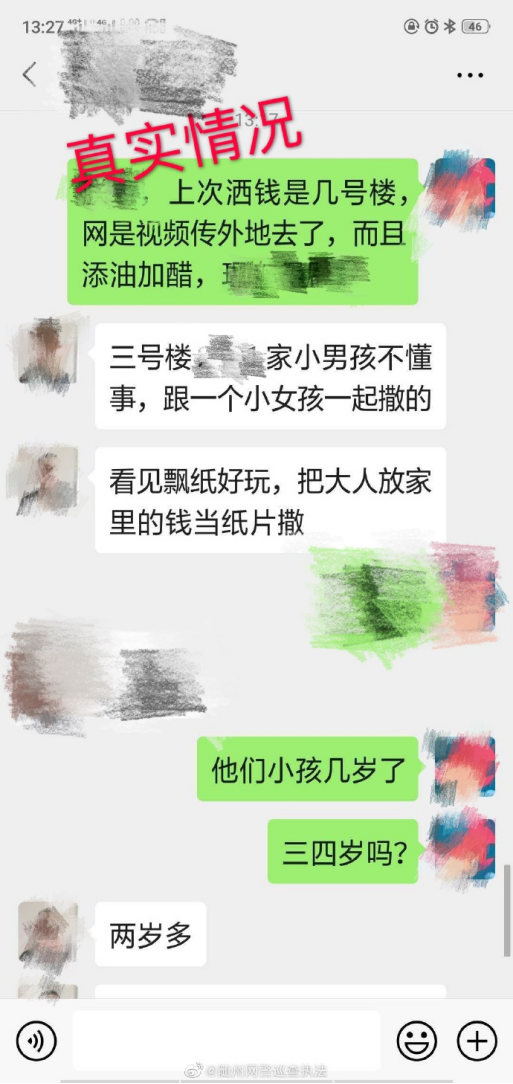 13:27
46
13:27
真实情况
，上次洒钱是几号楼，
网是视频传外地去了，而且
添油加醋，
三号楼
家小男孩不懂
事，跟一个小女孩一起撒的
看见飘纸好玩，把大人放家
里的钱当纸片撒
他们小孩几岁了
三四岁吗？
两岁多
@随州网警巡查执法